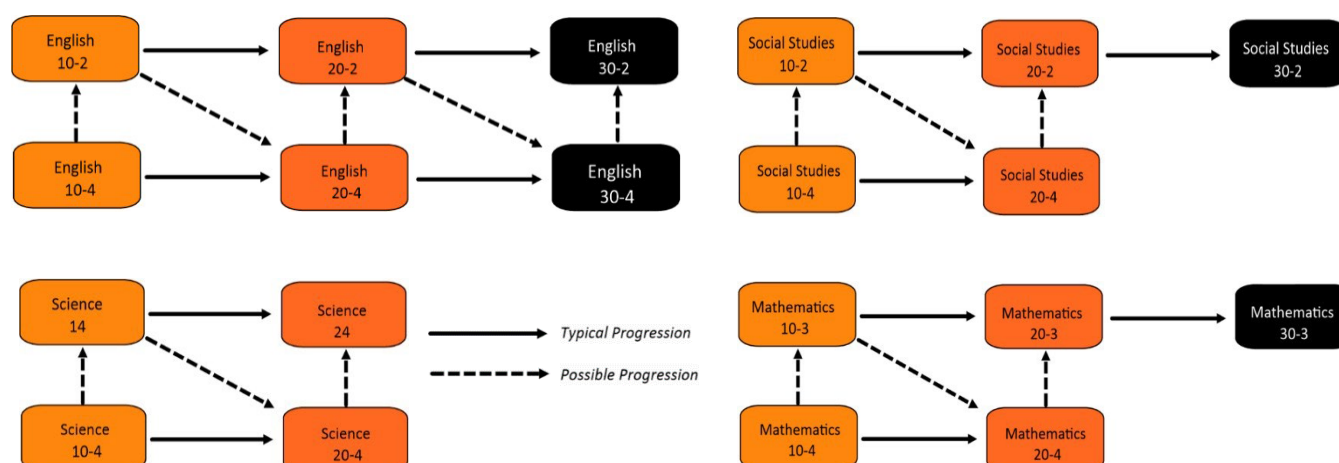 English
10-2
English
20-2
English
30-2
English
10-4
English
20-4
English
30-4
Social Studies
10-2
Social Studies
20-2
Social Studies
30-2
Social Studies
10-4
Social Studies
20-4
Science
14
Science
24
Science
10-4
Science
20-4
Typical Progression
Possible Progression
Mathematics
10-3
Mathematics
20-3
Mathematics
30-3
Mathematics
10-4
Mathematics
20-4